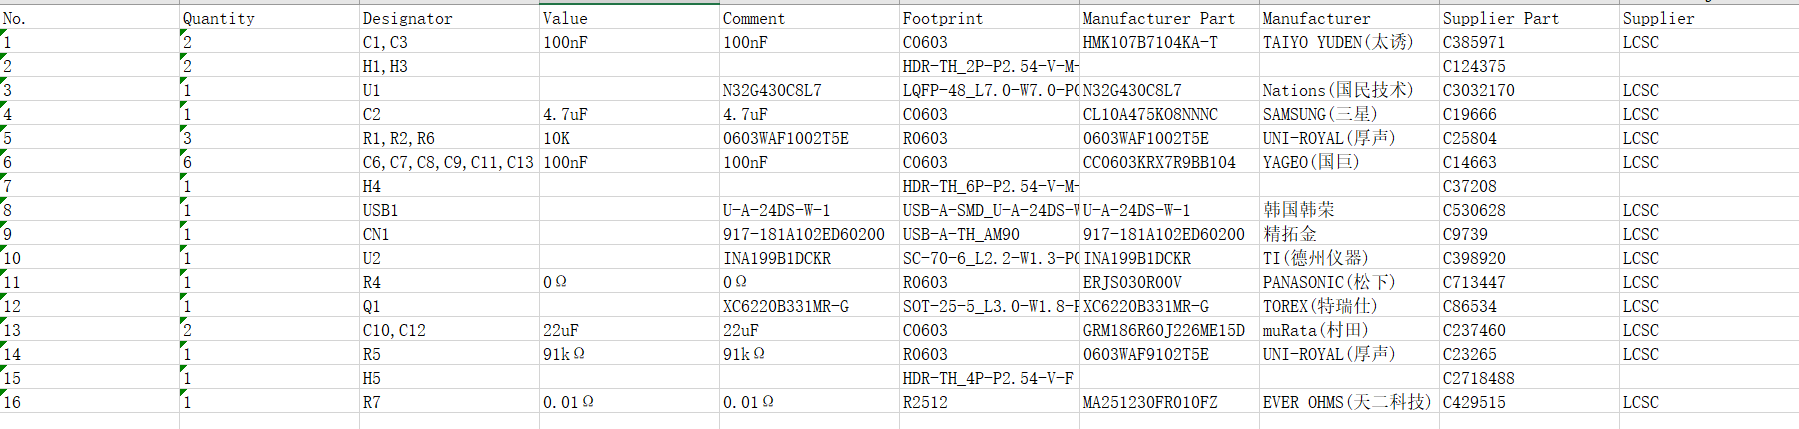 No. Quantity Designator Value Comment Footprint Manufacturer Part Manufacturer Supplier Part Supplier
1 2 C1,C3 100nF 100nF C0603 HMK107B7104KA-T TAIYO YUDEN(太诱) C385971 LCSC
2 2 H1,H3 HDR-TH_2P-P2.54-V-M- C124375
3 1 U1 N32G430C8L7 LQFP-48_L7.0-W7.0-P0 N32G430C8L7 Nations(国民技术) C3032170 LCSC
4 1 C2 4.7uF 4.7uF C0603 CL10A475KO8NNNC SAMSUNG(三星) C19666 LCSC
5 3 R1,R2,R6 10K 0603WAF1002T5E R0603 0603WAF1002T5E UNI-ROYAL(厚声) C25804 LCSC
6 6 C6,C7,C8,C9,C11,C13 100nF 100nF C0603 CC0603KRX7R9BB104 YAGEO(国巨) C14663 LCSC
7 1 H4 HDR-TH_6P-P2.54-V-M- C37208
8 1 USB1 U-A-24DS-W-1 USB-A-SMD_U-A-24DS-W U-A-24DS-W-1 韩国韩荣 C530628 LCSC
9 1 CN1 917-181A102ED60200 USB-A-TH_AM90 917-181A102ED60200 精拓金 C9739 LCSC
10 1 U2 INA199B1DCKR SC-70-6_L2.2-W1.3-P0 INA199B1DCKR TI(德州仪器) C398920 LCSC
11 1 R4 0Ω 0Ω R0603 ERJS030R00V PANASONIC(松下) C713447 LCSC
12 1 Q1 XC6220B331MR-G SOT-25-5_L3.0-W1.8-P XC6220B331MR-G TOREX(特瑞仕) C86534 LCSC
13 2 C10,C12 22uF 22uF C0603 GRM186R60J226ME15D muRata(村田) C237460 LCSC
14 1 R5 91kΩ 91kΩ R0603 0603WAF9102T5E UNI-ROYAL(厚声) C23265 LCSC
15 1 H5 HDR-TH_4P-P2.54-V-F C2718488
16 1 R7 0.01Ω 0.01Ω R2512 MA251230FR010FZ EVER OHMS(天二科技) C429515 LCSC